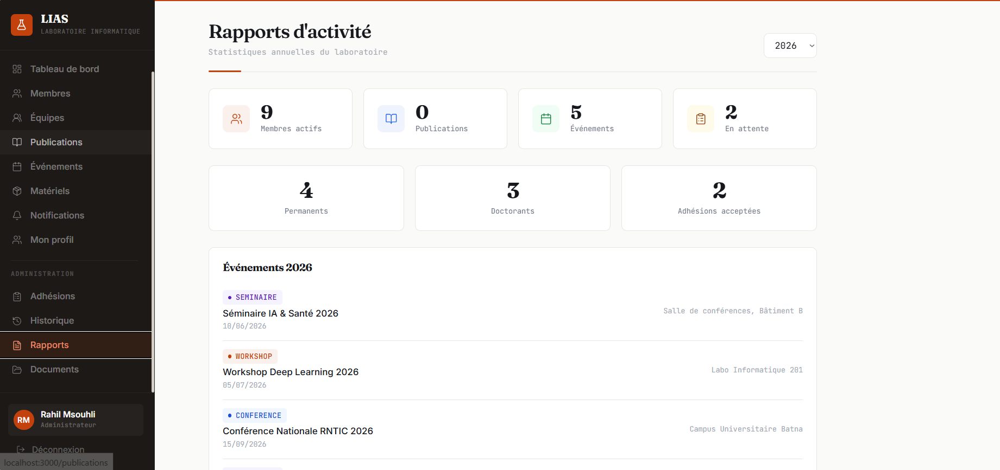 LIAS
LABORATOIRE INFORMATIQUE
Tableau de bord
Membres
Équipes
Publications
Événements
Matériels
Notifications
Mon profil
ADMINISTRATION
Adhésions
Historique
Rapports
Documents
RM
Rahil Msouhli
Administrateur
Déconnexion
localhost:3000/publications
Rapports d'activité
Statistiques annuelles du laboratoire
2026
9
Membres actifs
0
Publications
5
Événements
2
En attente
4
Permanents
3
Doctorants
2
Adhésions acceptées
Événements 2026
SEMINAIRE
Séminaire IA & Santé 2026
10/06/2026
Salle de conférences, Bâtiment B
WORKSHOP
Workshop Deep Learning 2026
05/07/2026
Labo Informatique 201
CONFERENCE
Conférence Nationale RNTIC 2026
15/09/2026
Campus Universitaire Batna